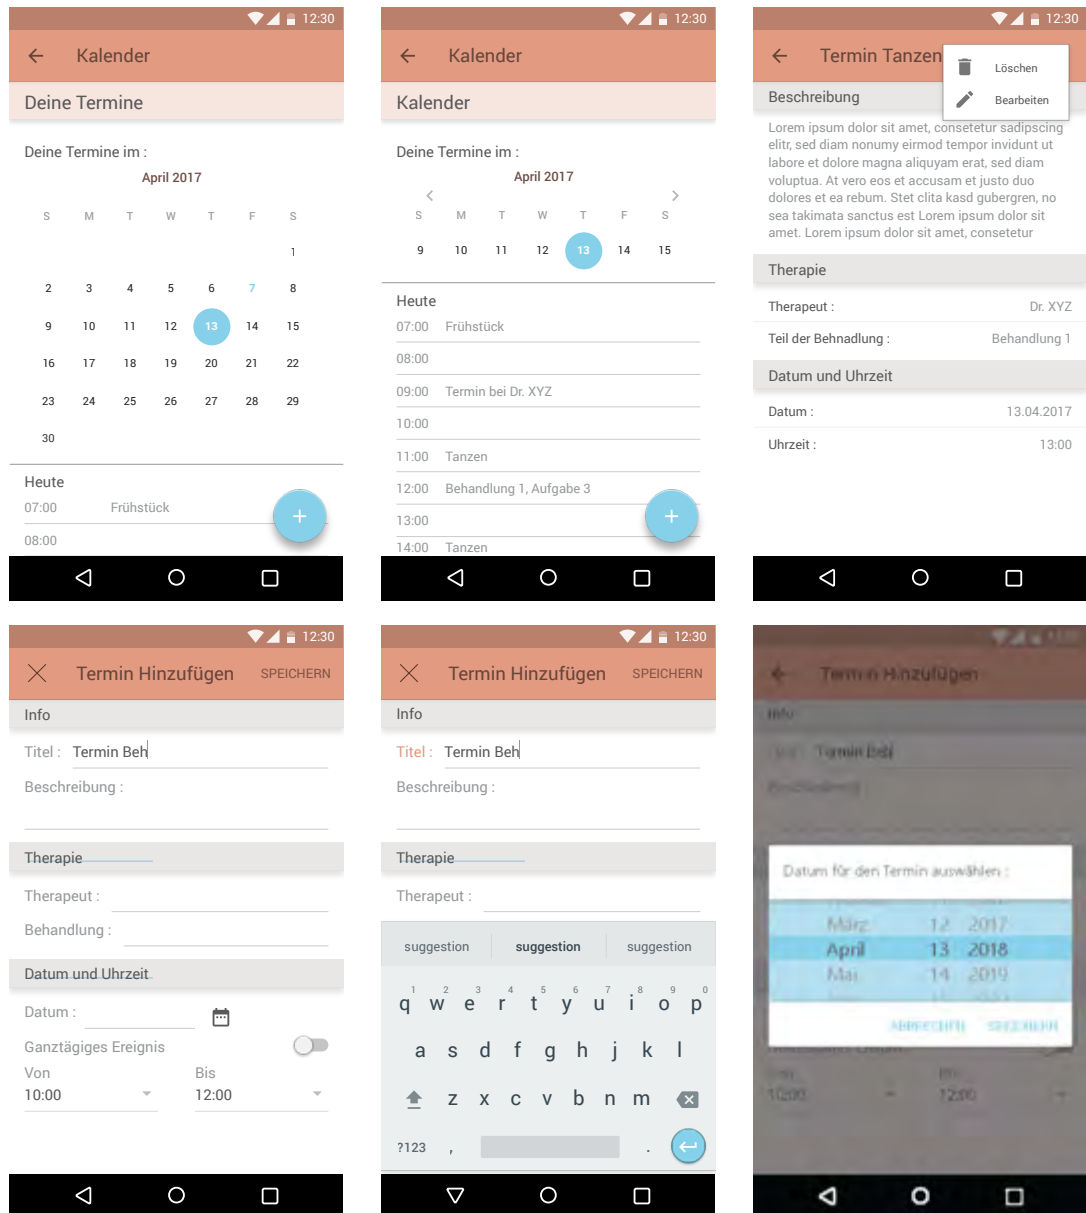 12:30
Kalender
Deine Termine
Deine Termine im :
April 2017
S M T W T F S
1
2 3 4 5 6 7 8
9 10 11 12 13 14 15
16 17 18 19 20 21 22
23 24 25 26 27 28 29
30
Heute
07:00 Frühstück
+
08:00
12:30
Kalender
Kalender
Deine Termine im :
April 2017
S M T W T F S
9 10 11 12 13 14 15
Heute
07:00 Frühstück
08:00
09:00 Termin bei Dr. XYZ
10:00
11:00 Tanzen
12:00 Behandlung 1, Aufgabe 3
13:00
+
14:00 Tanzen
12:30
Termin Tanzen
Löschen
Bearbeiten
Beschreibung
Lorem ipsum dolor sit amet, consetetur sadipscing
elitr, sed diam nonumy eirmod tempor invidunt ut
labore et dolore magna aliquyam erat, sed diam
voluptua. At vero eos et accusam et justo duo
dolores et ea rebum. Stet clita kasd gubergren, no
sea takimata sanctus est Lorem ipsum dolor sit
amet. Lorem ipsum dolor sit amet, consetetur
Therapie
Therapeut : Dr. XYZ
Teil der Behnadlung : Behandlung 1
Datum und Uhrzeit
Datum : 13.04.2017
Uhrzeit : 13:00
12:30
Termin Hinzufügen SPEICHERN
Info
Titel : Termin Beh
Beschreibung :
Therapie
Therapeut :
Behandlung :
Datum und Uhrzeit
Datum :
Ganztägiges Ereignis
Von Bis
10:00 12:00
12:30
Termin Hinzufügen SPEICHERN
Info
Titel : Termin Beh
Beschreibung :
Therapie
Therapeut :
suggestion suggestion suggestion
1 2 3 4 5 6 7 8 9 0
q w e r t y u i o p
a s d f g h j k l
z x c v b n m
?123 , .
Termin Hinzufügen
Info
Termin Beh
Datum für den Termin auswählen :
März 12 2017
April 13 2018
Mai 14 2019
ABBRECHEN SPEICHERN
Von Bis
10:00 12:00